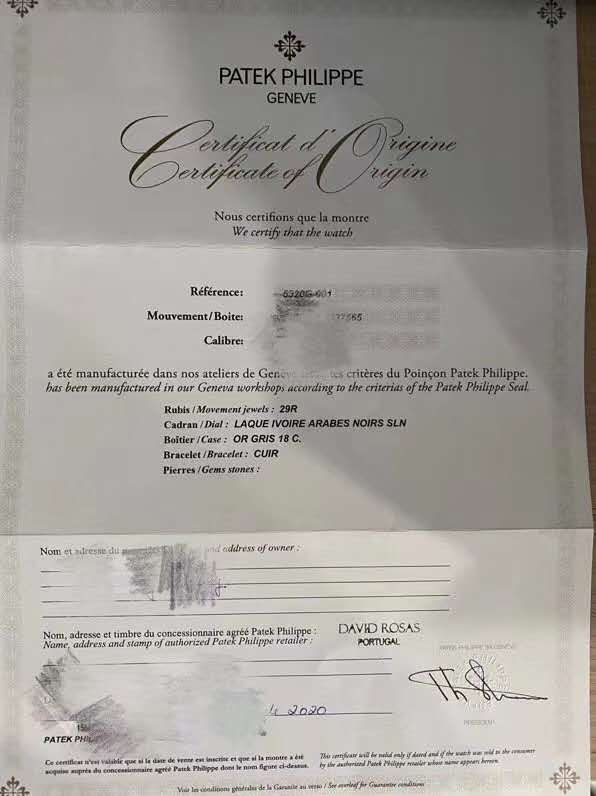 PATEK PHILIPPE
GENEVE
Certificat d'Origine
Certificate of Origin
Nous certifions que la montre
We certify that the watch
Référence: 5320G-001
Mouvement/Boite:
Calibre:
a été manufacturée dans nos ateliers de critères du Poinçon Patek Philippe.
has been manufactured in our Geneva workshops according to the criterias of the Patek Philippe Seal.
Rubis / Movement jewels : 29R
Cadran / Dial : LAQUE IVOIRE ARABES NOIRS SLN
Boîtier / Case : OR GRIS 18 C.
Bracelet / Bracelet : CUIR
Pierres / Gems stones :
Nom et adresse du and address of owner :
Nom, adresse et timbre du concessionnaire agréé Patek Philippe :
Name, address and stamp of authorized Patek Philippe retailer :
DAVID ROSAS
PORTUGAL
PATEK PHILIPPE SA GENEVE
PRESIDENT
2020
PATEK
Ce certificat n'est valable que si la date de vente est inscrite et que si la montre a été
acquise auprès du concessionnaire agréé Patek Philippe dont le nom figure ci-dessus.
This certificate will be valid only if dated and if the watch was sold to the consumer
by the authorized Patek Philippe retailer whose name appears hereon.
Voir les conditions générales de la Garantie au verso / See overleaf for Guarantee conditions